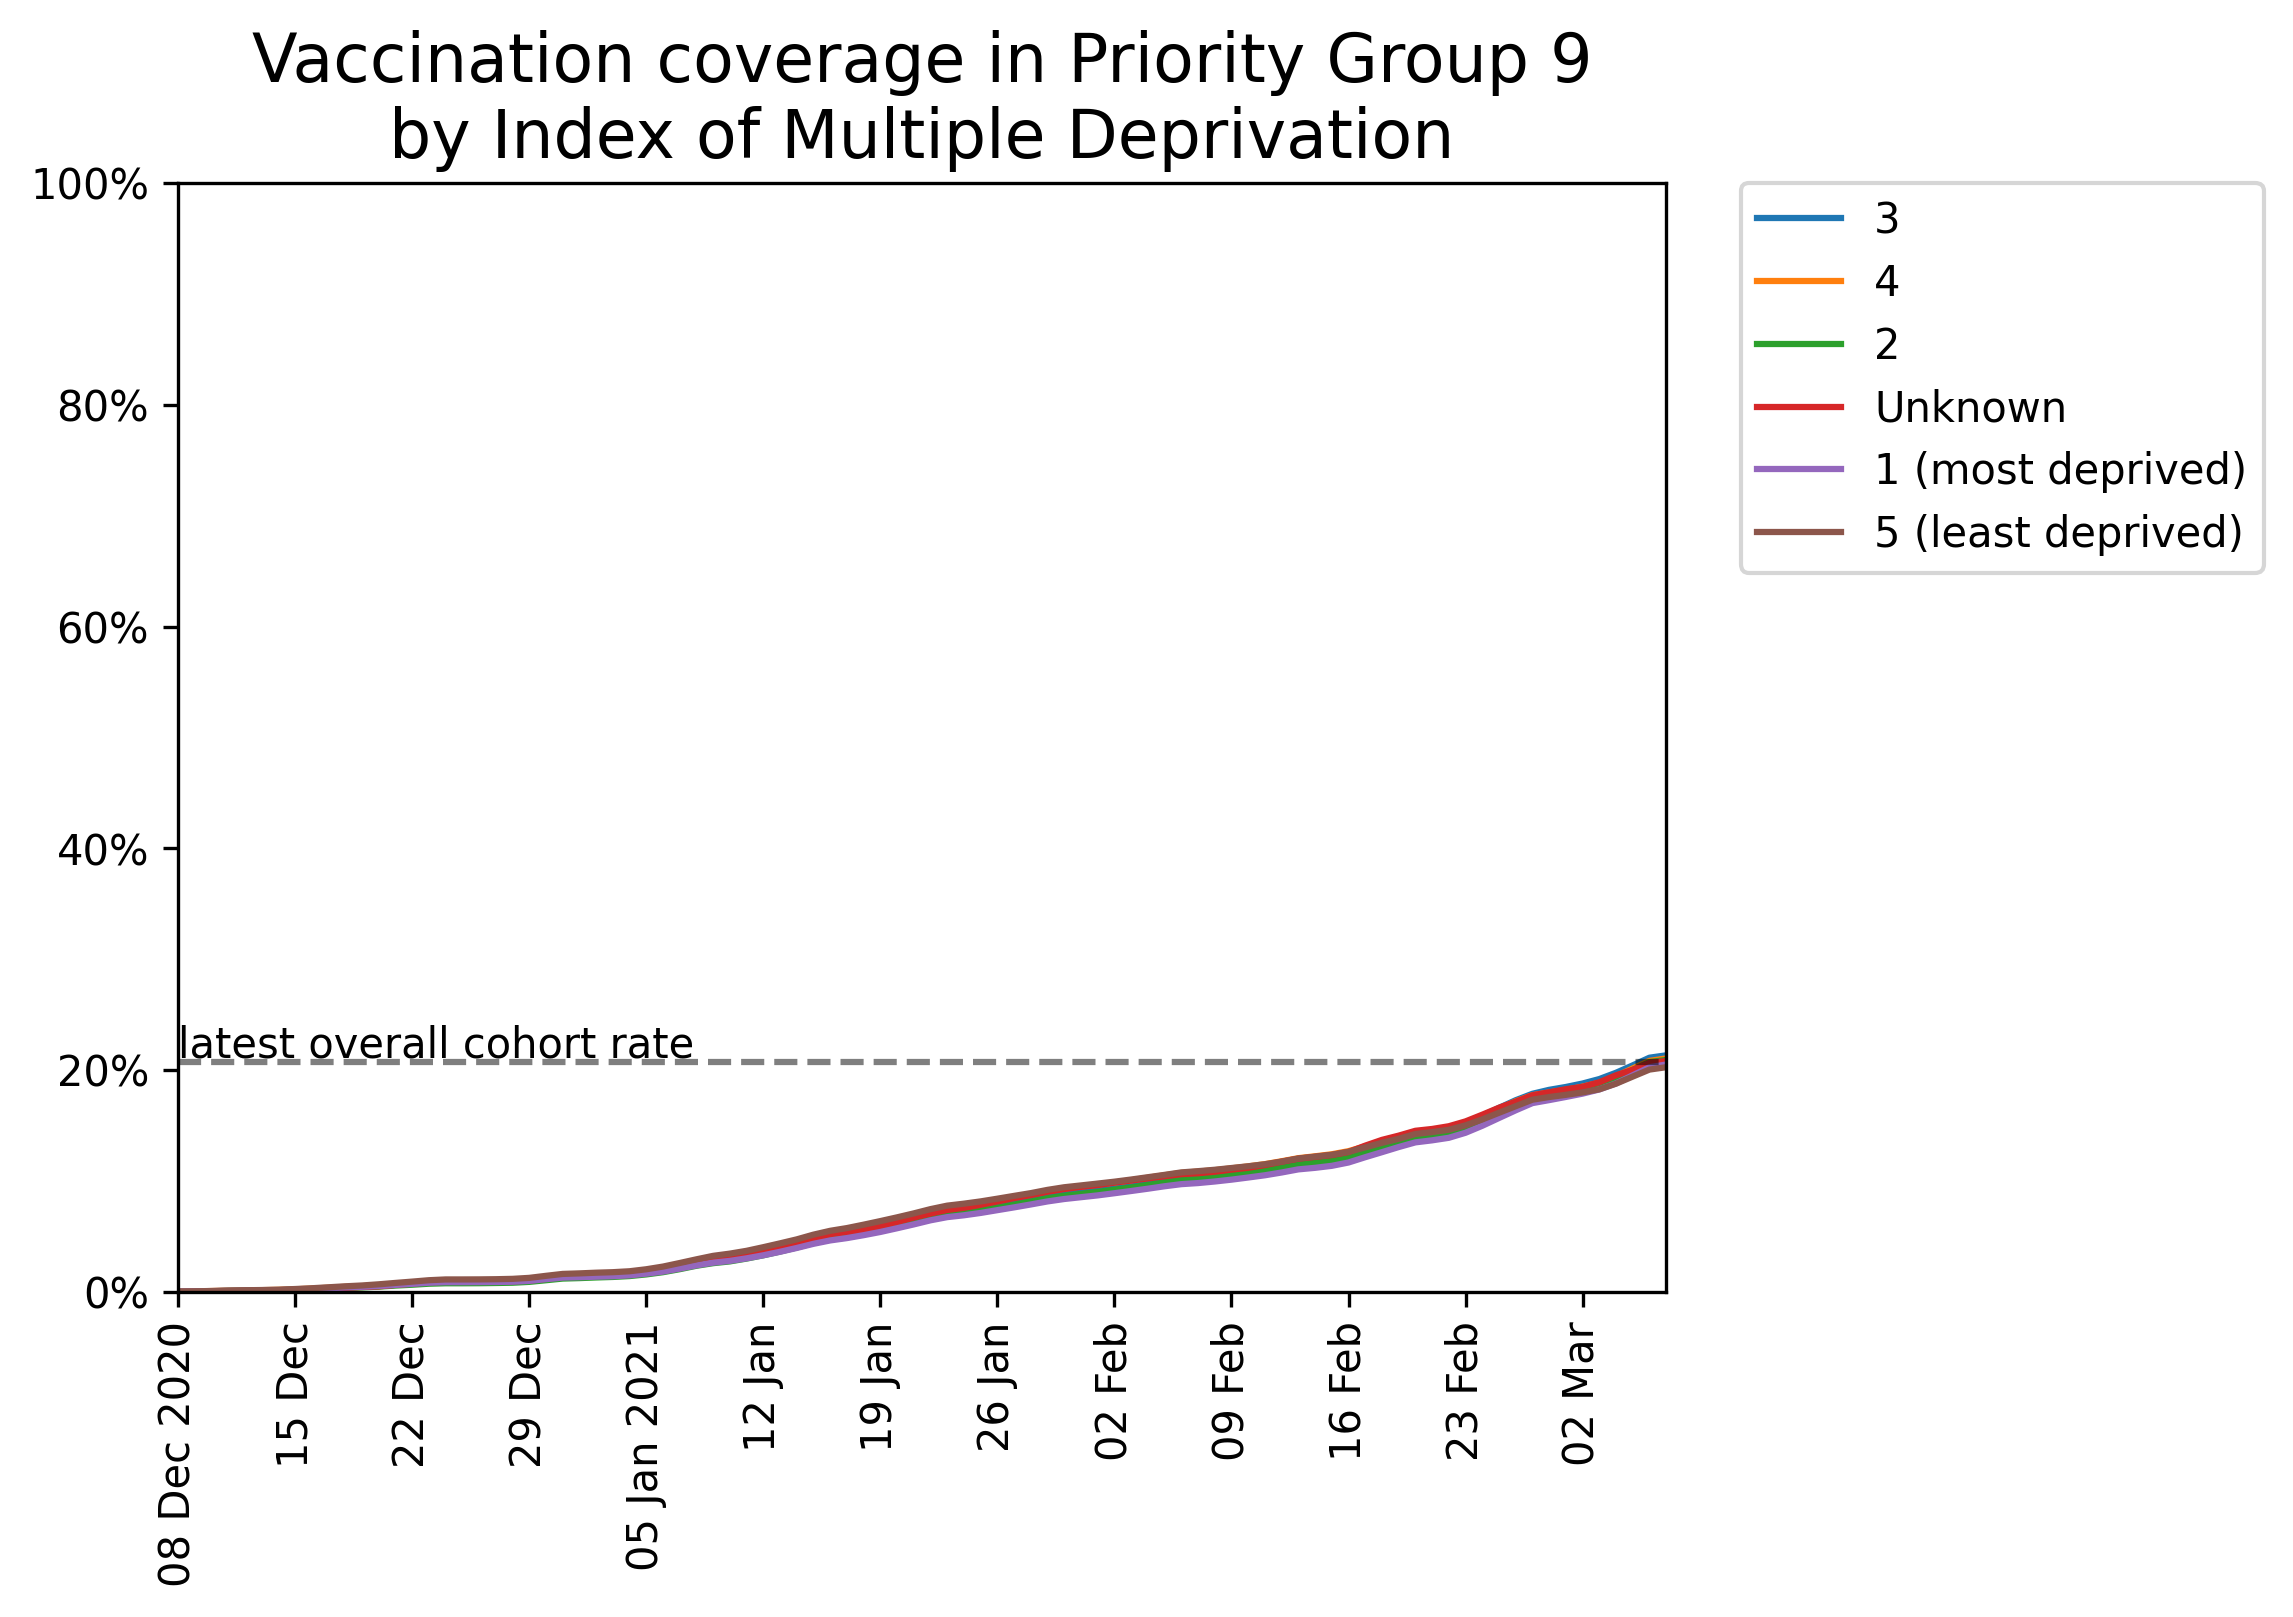 Vaccination coverage in Priority Group 9
by Index of Multiple Deprivation
100%
80%
60%
40%
20%
0%
latest overall cohort rate
08 Dec 2020
15 Dec
22 Dec
29 Dec
05 Jan 2021
12 Jan
19 Jan
26 Jan
02 Feb
09 Feb
16 Feb
23 Feb
02 Mar
3
4
2
Unknown
1 (most deprived)
5 (least deprived)